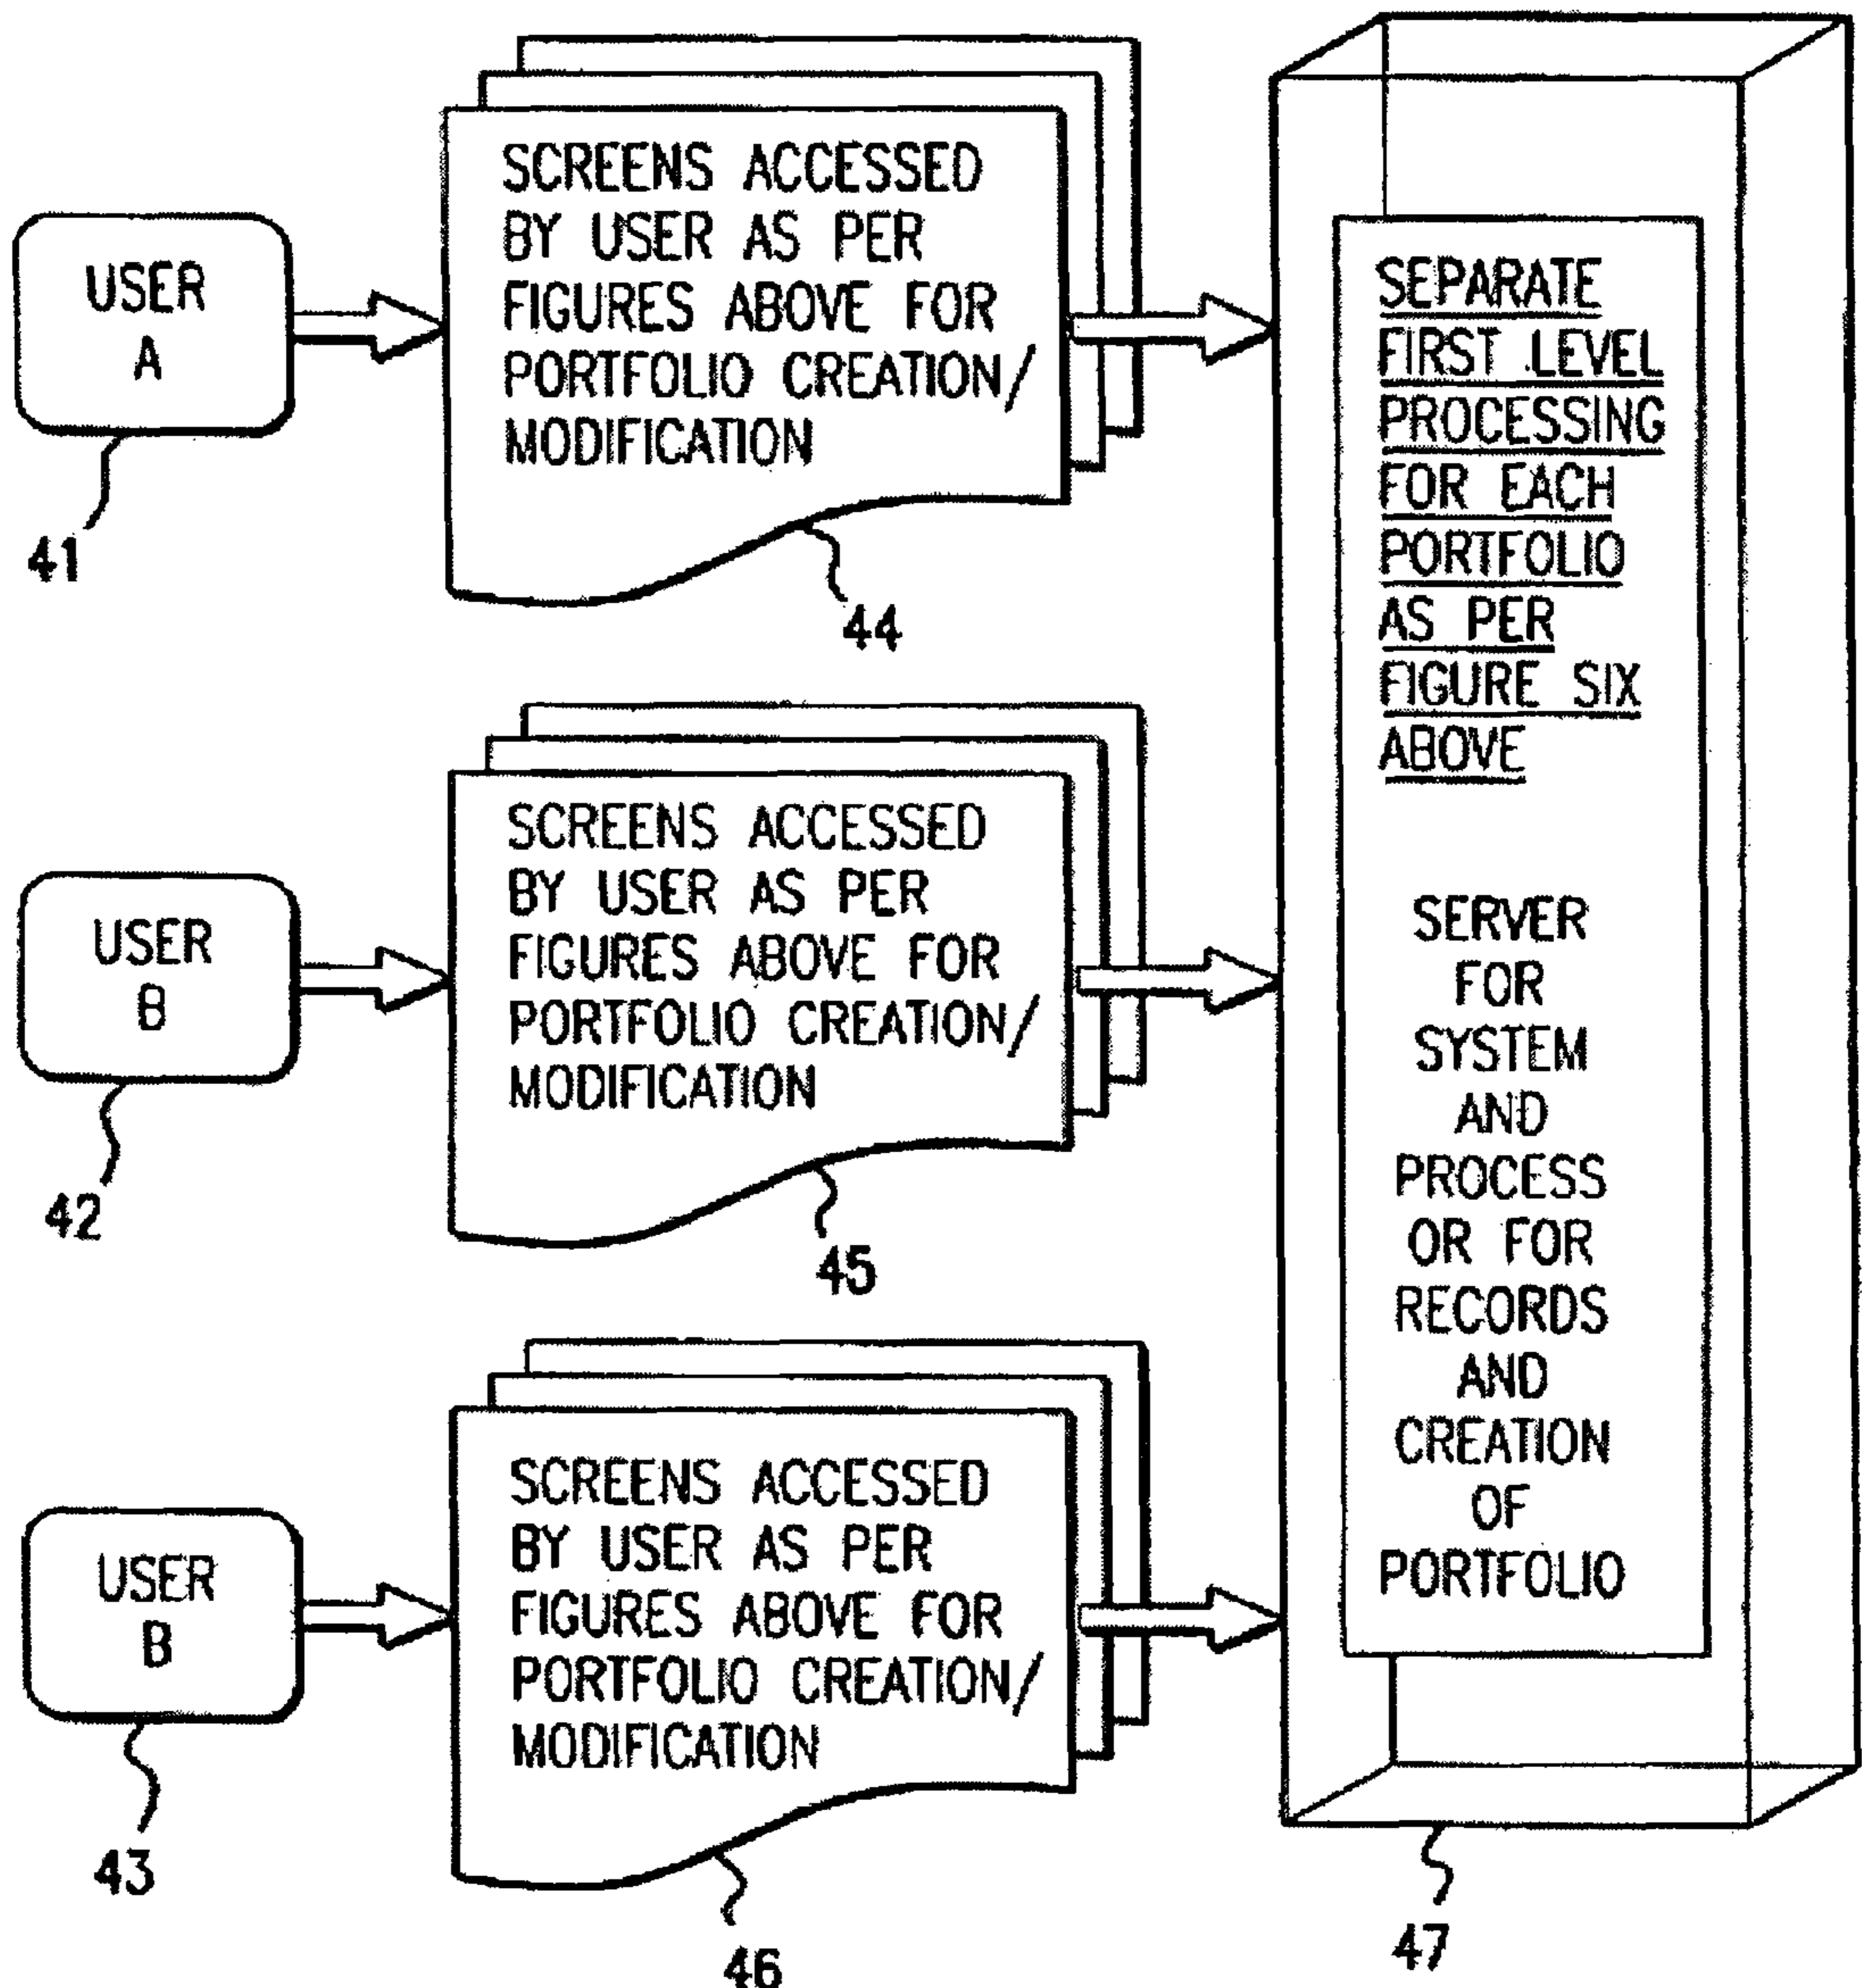 USER
A
41
SCREENS ACCESSED
BY USER AS PER
FIGURES ABOVE FOR
PORTFOLIO CREATION/
MODIFICATION
44
USER
B
42
SCREENS ACCESSED
BY USER AS PER
FIGURES ABOVE FOR
PORTFOLIO CREATION/
MODIFICATION
45
USER
B
43
SCREENS ACCESSED
BY USER AS PER
FIGURES ABOVE FOR
PORTFOLIO CREATION/
MODIFICATION
46
SEPARATE
FIRST LEVEL
PROCESSING
FOR EACH
PORTFOLIO
AS PER
FIGURE SIX
ABOVE
SERVER
FOR
SYSTEM
AND
PROCESS
OR FOR
RECORDS
AND
CREATION
OF
PORTFOLIO
47